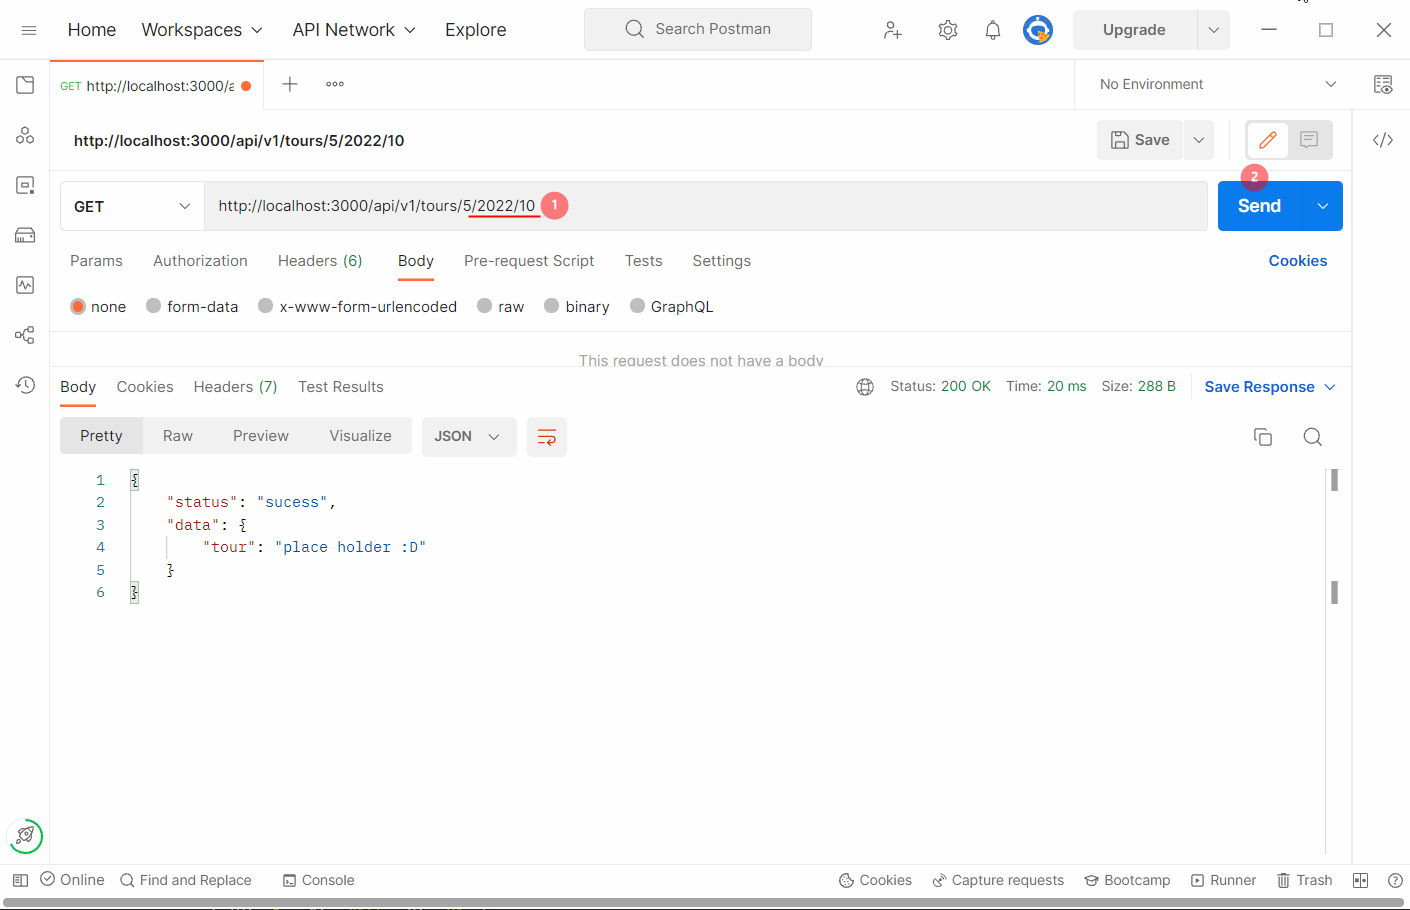 Home Workspaces API Network Explore Search Postman Upgrade
GET http://localhost:3000/a No Environment
http://localhost:3000/api/v1/tours/5/2022/10 Save
2
GET http://localhost:3000/api/v1/tours/5/2022/10 1 Send
Params Authorization Headers (6) Body Pre-request Script Tests Settings Cookies
none form-data x-www-form-urlencoded raw binary GraphQL
This request does not have a body
Body Cookies Headers (7) Test Results Status: 200 OK Time: 20 ms Size: 288 B Save Response
Pretty Raw Preview Visualize JSON
1 {
2 "status": "sucess",
3 "data": {
4 "tour": "place holder :D"
5 }
6 }
Online Find and Replace Console Cookies Capture requests Bootcamp Runner Trash